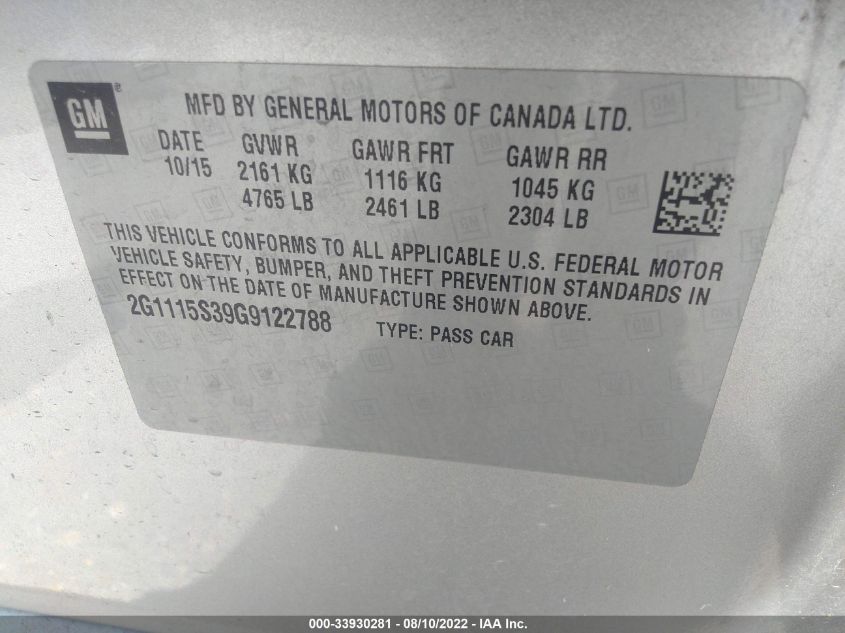 GM ®
MFD BY GENERAL MOTORS OF CANADA LTD.
DATE GVWR GAWR FRT GAWR RR
10/15 2161 KG 1116 KG 1045 KG
4765 LB 2461 LB 2304 LB
THIS VEHICLE CONFORMS TO ALL APPLICABLE U.S. FEDERAL MOTOR
VEHICLE SAFETY, BUMPER, AND THEFT PREVENTION STANDARDS IN
EFFECT ON THE DATE OF MANUFACTURE SHOWN ABOVE.
2G1115S39G9122788 TYPE: PASS CAR
000-33930281 - 08/10/2022 - IAA Inc.